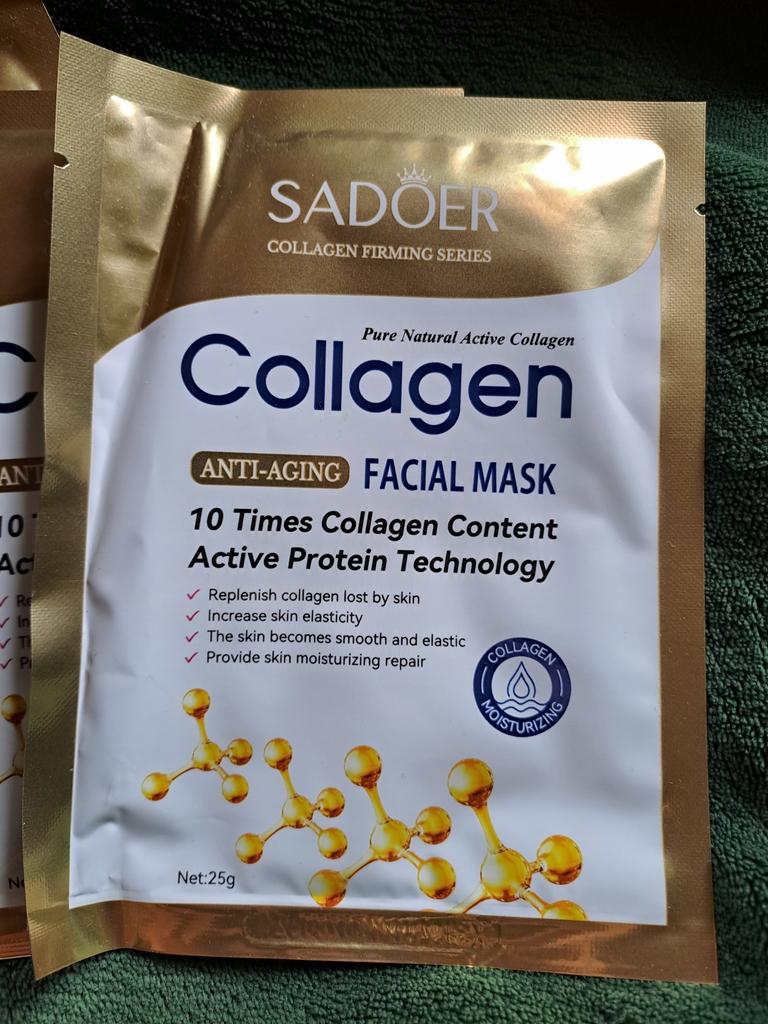 SADOER
COLLAGEN FIRMING SERIES
Pure Natural Active Collagen
Collagen
ANTI-AGING FACIAL MASK
10 Times Collagen Content
Active Protein Technology
Replenish collagen lost by skin
Increase skin elasticity
The skin becomes smooth and elastic
Provide skin moisturizing repair
COLLAGEN
MOISTURIZING
Net:25g
C
ANT
10